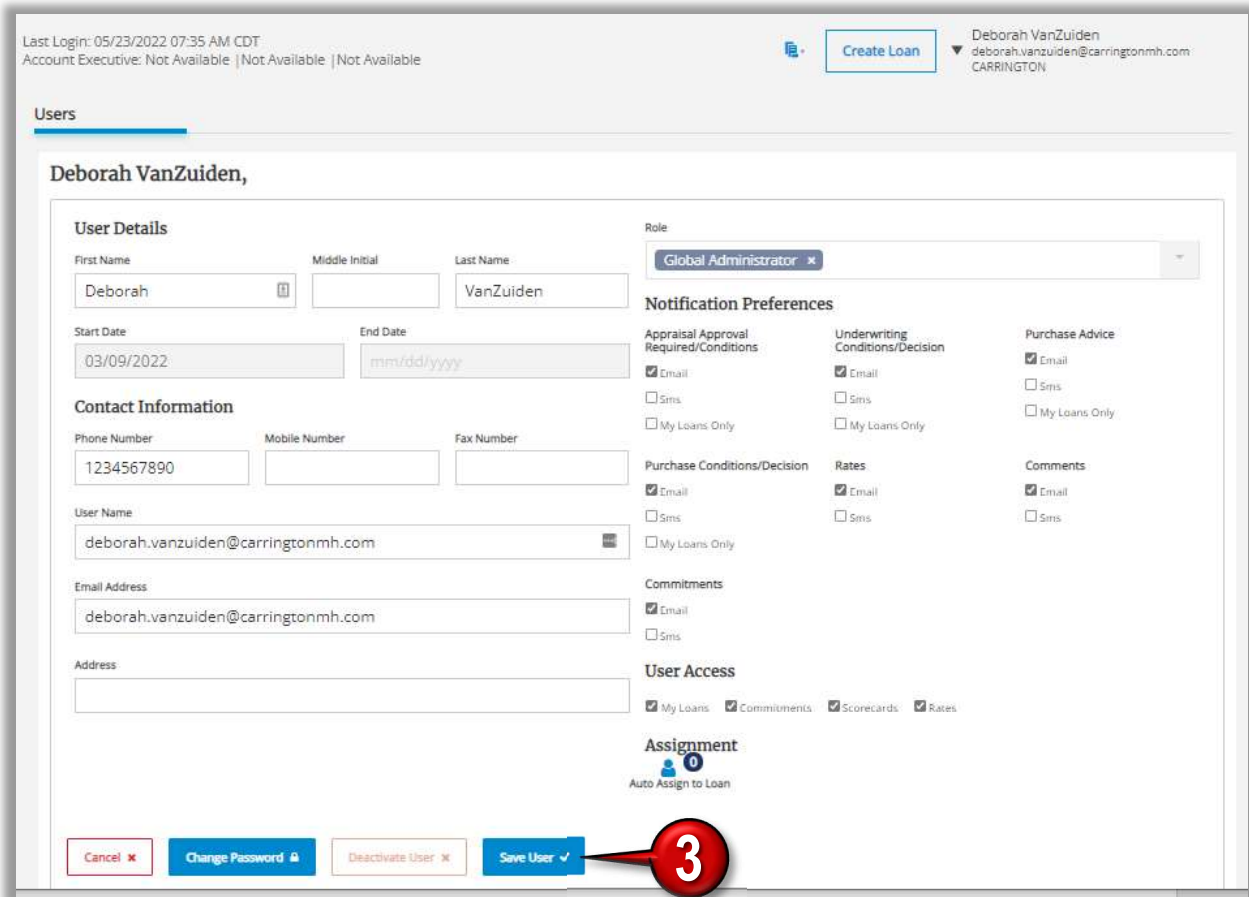 Last Login: 05/23/2022 07:35 AM CDT
Account Executive: Not Available |Not Available |Not Available
Create Loan
Deborah VanZuiden
deborah.vanzuiden@carringtonmh.com
CARRINGTON
Users
Deborah VanZuiden,
User Details
First Name Middle Initial Last Name
Deborah VanZuiden
Start Date End Date
03/09/2022 mm/dd/yyyy
Contact Information
Phone Number Mobile Number Fax Number
1234567890
User Name
deborah.vanzuiden@carringtonmh.com
Email Address
deborah.vanzuiden@carringtonmh.com
Address
Role
Global Administrator ×
Notification Preferences
Appraisal Approval
Required/Conditions
Email
Sms
My Loans Only
Underwriting
Conditions/Decision
Email
Sms
My Loans Only
Purchase Advice
Email
Sms
My Loans Only
Purchase Conditions/Decision
Email
Sms
My Loans Only
Rates
Email
Sms
Comments
Email
Sms
Commitments
Email
Sms
User Access
My Loans Commitments Scorecards Rates
Assignment
0
Auto Assign to Loan
Cancel × Change Password Deactivate User × Save User ✓
3